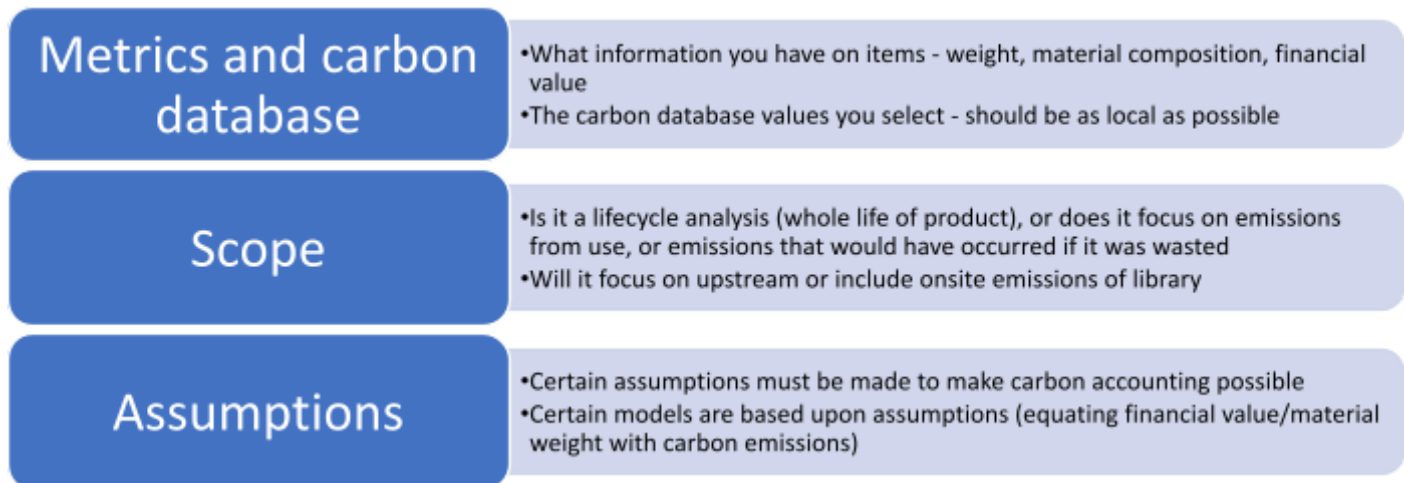 Metrics and carbon
database
•What information you have on items - weight, material composition, financial
value
•The carbon database values you select - should be as local as possible
Scope
•Is it a lifecycle analysis (whole life of product), or does it focus on emissions
from use, or emissions that would have occurred if it was wasted
•Will it focus on upstream or include onsite emissions of library
Assumptions
•Certain assumptions must be made to make carbon accounting possible
•Certain models are based upon assumptions (equating financial value/material
weight with carbon emissions)